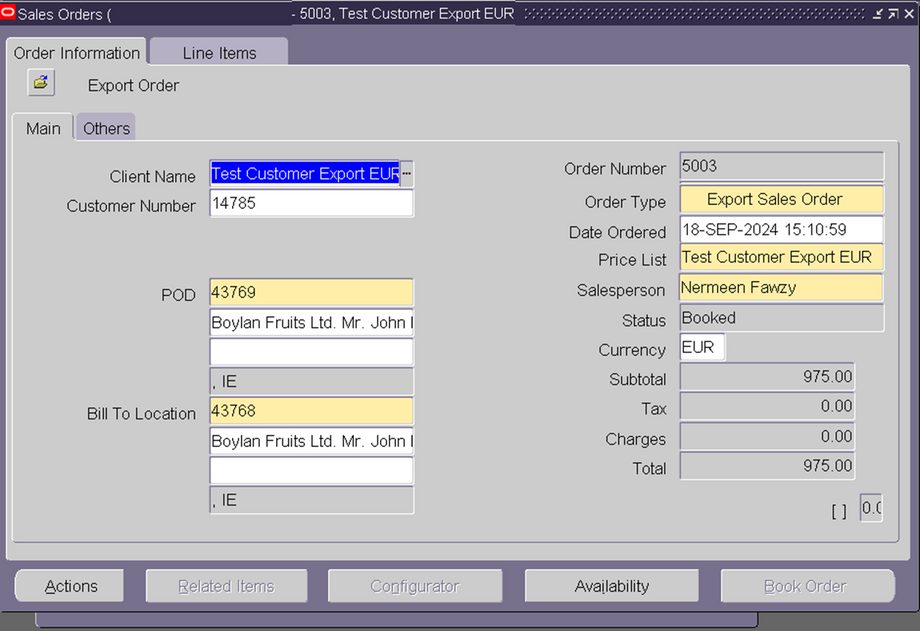 Sales Orders ( - 5003, Test Customer Export EUR
Order Information Line Items
Export Order
Main Others
Client Name Test Customer Export EUR
Customer Number 14785
POD 43769
Boylan Fruits Ltd. Mr. John
, IE
Bill To Location 43768
Boylan Fruits Ltd. Mr. John
, IE
Order Number 5003
Order Type Export Sales Order
Date Ordered 18-SEP-2024 15:10:59
Price List Test Customer Export EUR
Salesperson Nermeen Fawzy
Status Booked
Currency EUR
Subtotal 975.00
Tax 0.00
Charges 0.00
Total 975.00
[ ] 0.0
Actions Related Items Configurator Availability Book Order